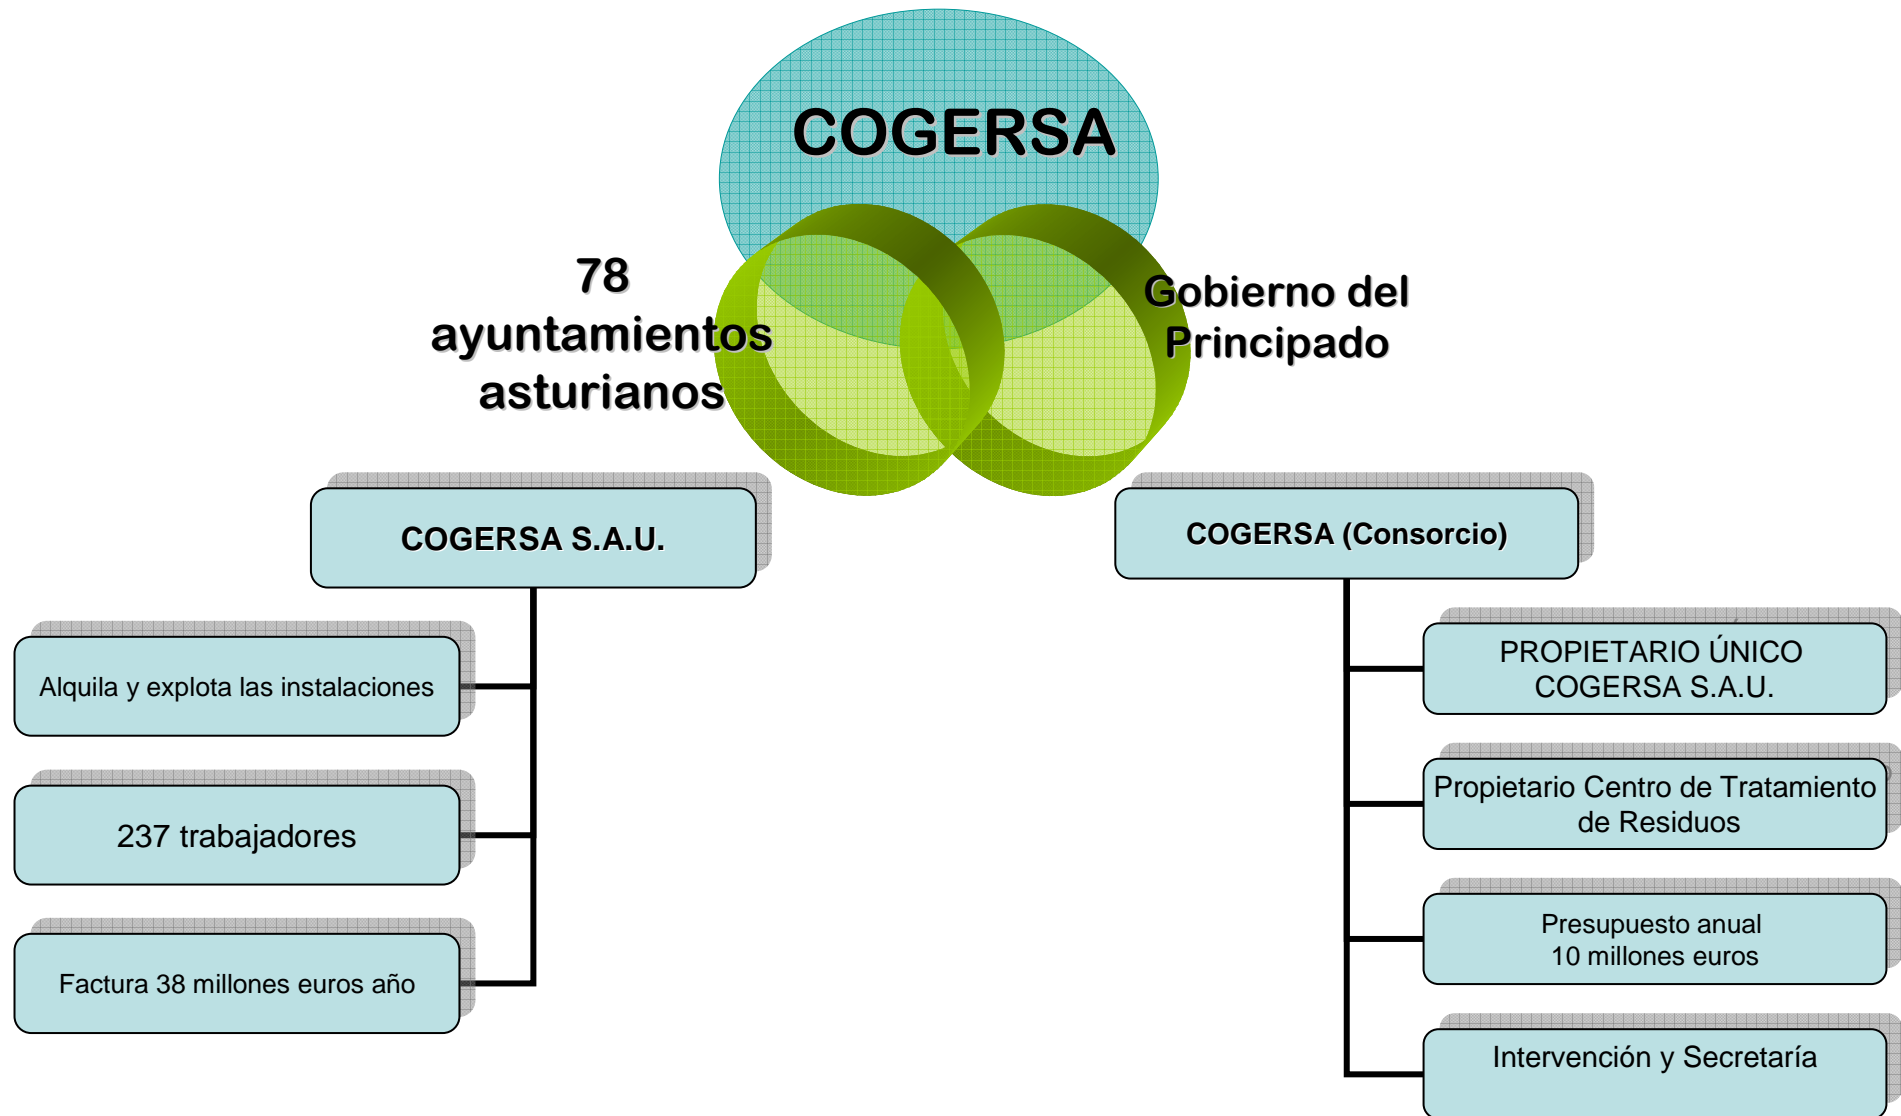 COGERSA
78
ayuntamientos
asturianos
Gobierno del
Principado
COGERSA S.A.U.
Alquila y explota las instalaciones
237 trabajadores
Factura 38 millones euros año
COGERSA (Consorcio)
PROPIETARIO ÚNICO
COGERSA S.A.U.
Propietario Centro de Tratamiento
de Residuos
Presupuesto anual
10 millones euros
Intervención y Secretaría